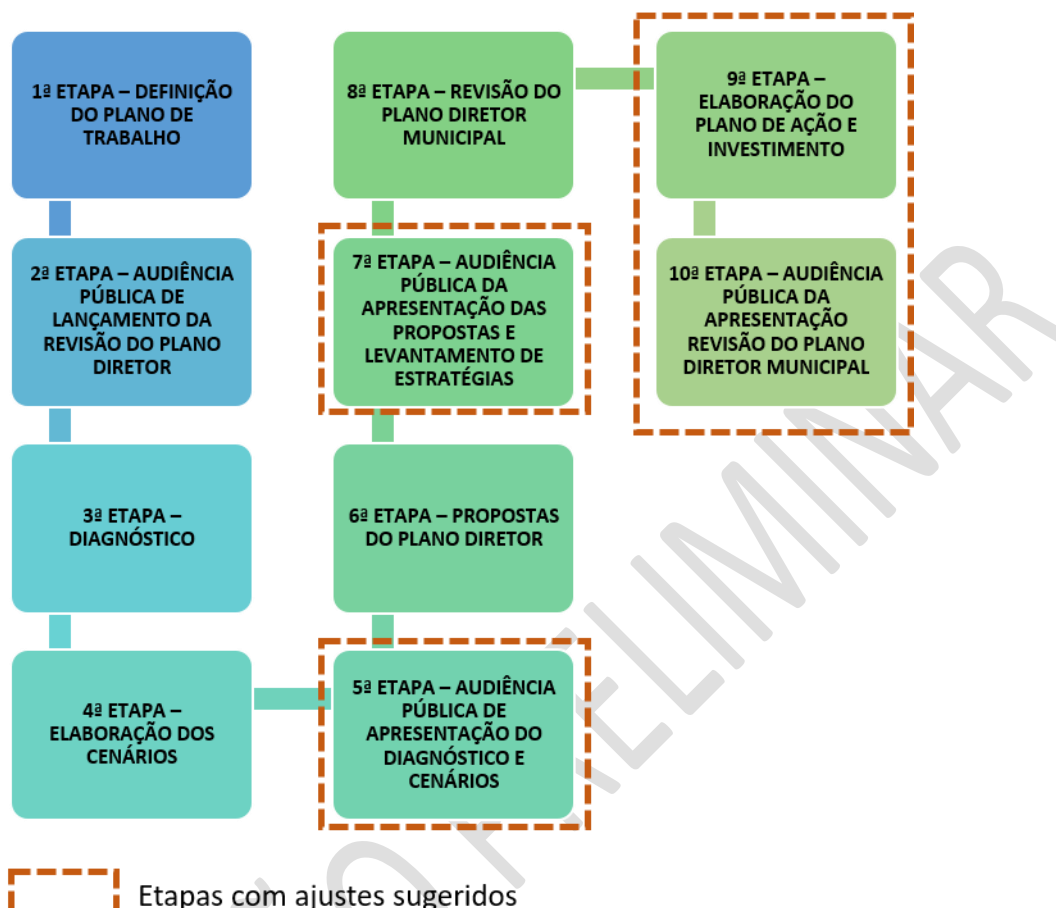 1ª ETAPA – DEFINIÇÃO
DO PLANO DE
TRABALHO
2ª ETAPA – AUDIÊNCIA
PÚBLICA DE
LANÇAMENTO DA
REVISÃO DO PLANO
DIRETOR
3ª ETAPA –
DIAGNÓSTICO
4ª ETAPA –
ELABORAÇÃO DOS
CENÁRIOS
5ª ETAPA – AUDIÊNCIA
PÚBLICA DE
APRESENTAÇÃO DO
DIAGNÓSTICO E
CENÁRIOS
6ª ETAPA – PROPOSTAS
DO PLANO DIRETOR
7ª ETAPA – AUDIÊNCIA
PÚBLICA DA
APRESENTAÇÃO DAS
PROPOSTAS E
LEVANTAMENTO DE
ESTRATÉGIAS
8ª ETAPA – REVISÃO DO
PLANO DIRETOR
MUNICIPAL
9ª ETAPA –
ELABORAÇÃO DO
PLANO DE AÇÃO E
INVESTIMENTO
10ª ETAPA – AUDIÊNCIA
PÚBLICA DA
APRESENTAÇÃO
REVISÃO DO PLANO
DIRETOR MUNICIPAL
Etapas com ajustes sugeridos
PRELIMINAR